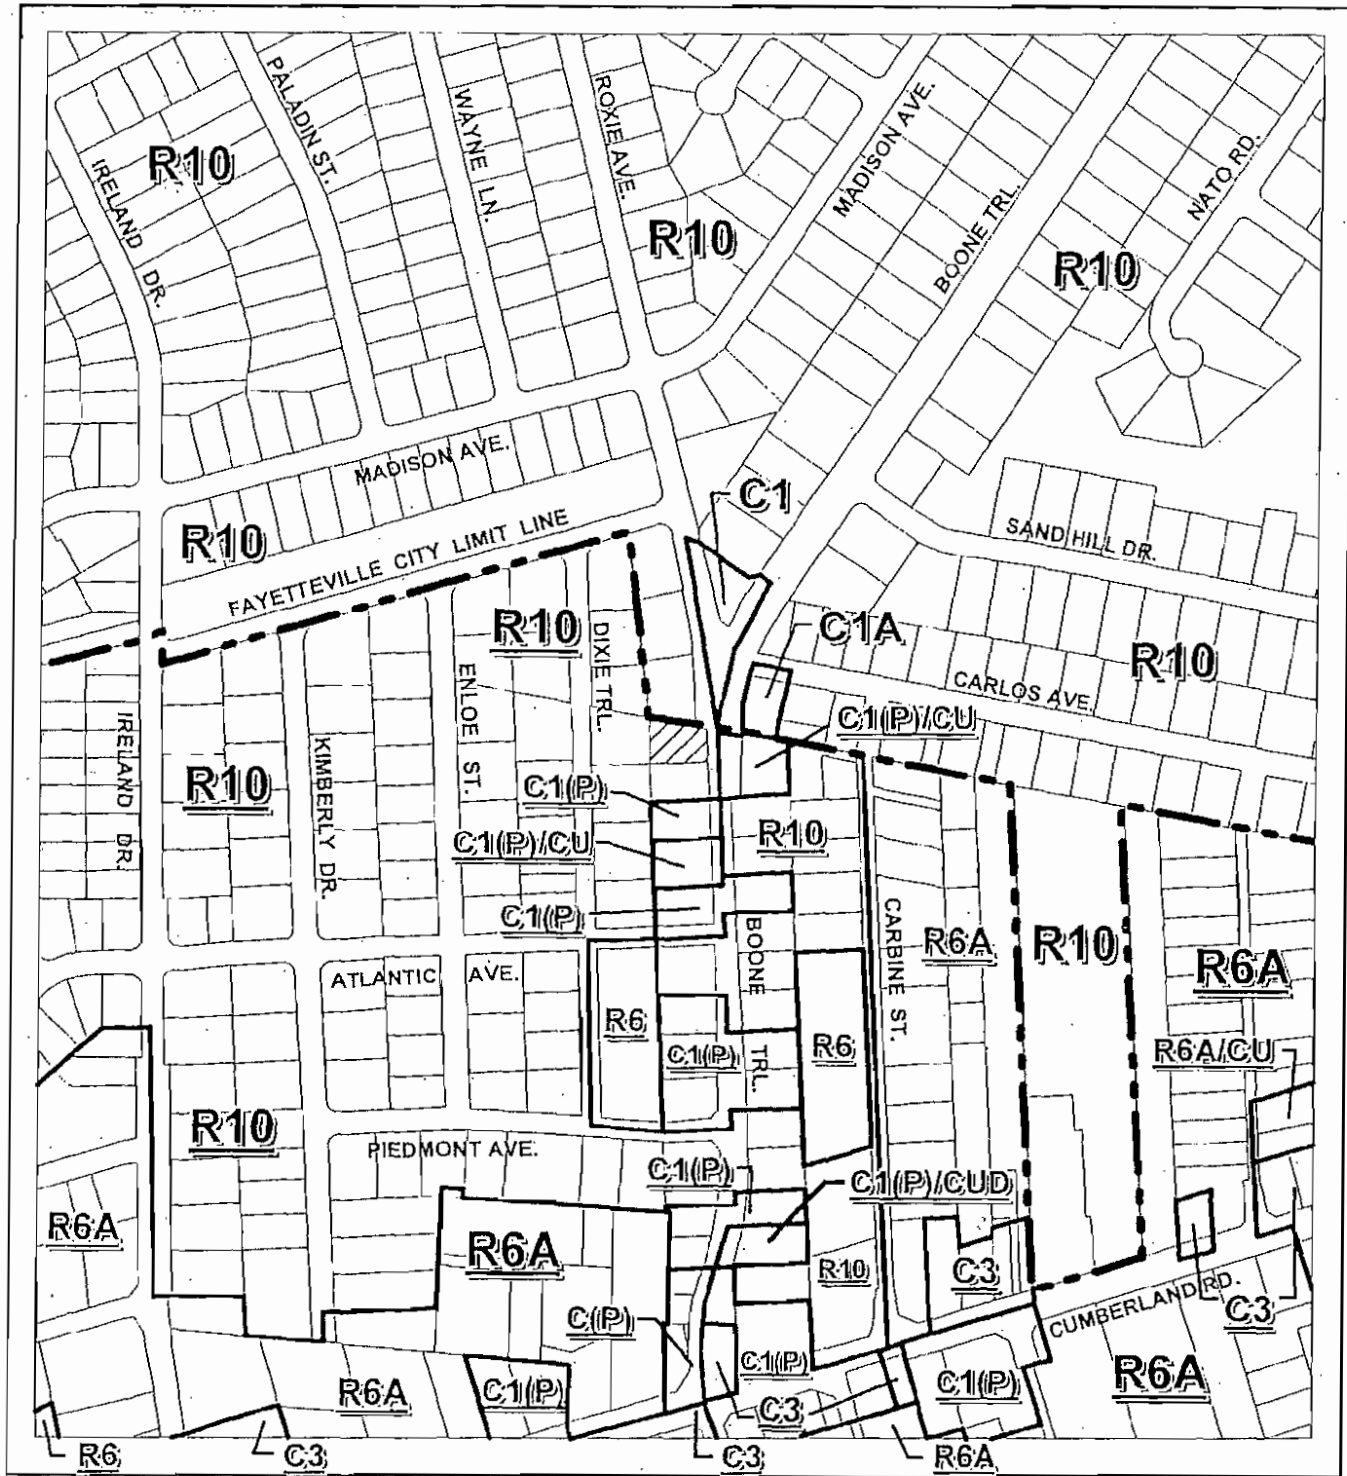 PALADIN ST.
WAYNE LN.
ROXIE AVE.
MADISON AVE.
R10
IRELAND DR.
R10
BOONE TRL.
NATO RD.
R10
MADISON AVE.
C1
R10
FAYETTEVILLE CITY LIMIT LINE
SAND HILL DR.
R10
DIXIE TRL.
C1A
R10
ENLOE ST.
CARLOS AVE.
C1(P)/CU
IRELAND DR.
KIMBERLY DR.
R10
C1(P)
C1(P)/CU
R10
C1(P)
BOONE TRL.
CARBINE ST.
R6A
R10
R6A
ATLANTIC AVE.
R6
C1(P)
R6
R6A/CU
R10
PIEDMONT AVE.
C1(P)
C1(P)/CUD
R6A
R6A
R10
C3
CUMBERLAND RD.
C3
C(P)
C1(P)
R6A
C1(P)
C3
C1(P)
R6A
R6
C3
C3
R6A